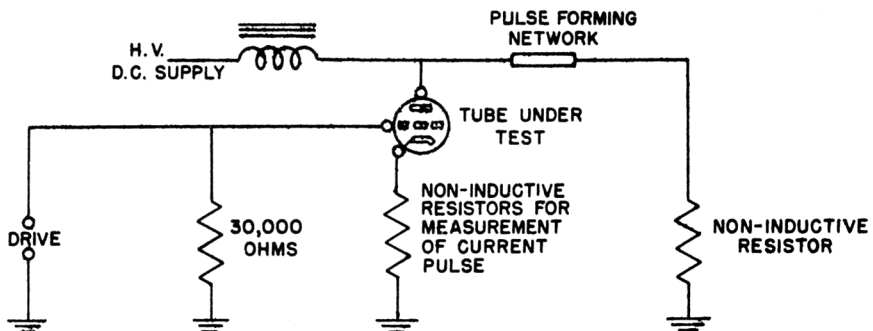 PULSE FORMING
NETWORK
H.V.
D.C. SUPPLY
TUBE UNDER
TEST
DRIVE
30,000
OHMS
NON-INDUCTIVE
RESISTORS FOR
MEASUREMENT
OF CURRENT
PULSE
NON-INDUCTIVE
RESISTOR